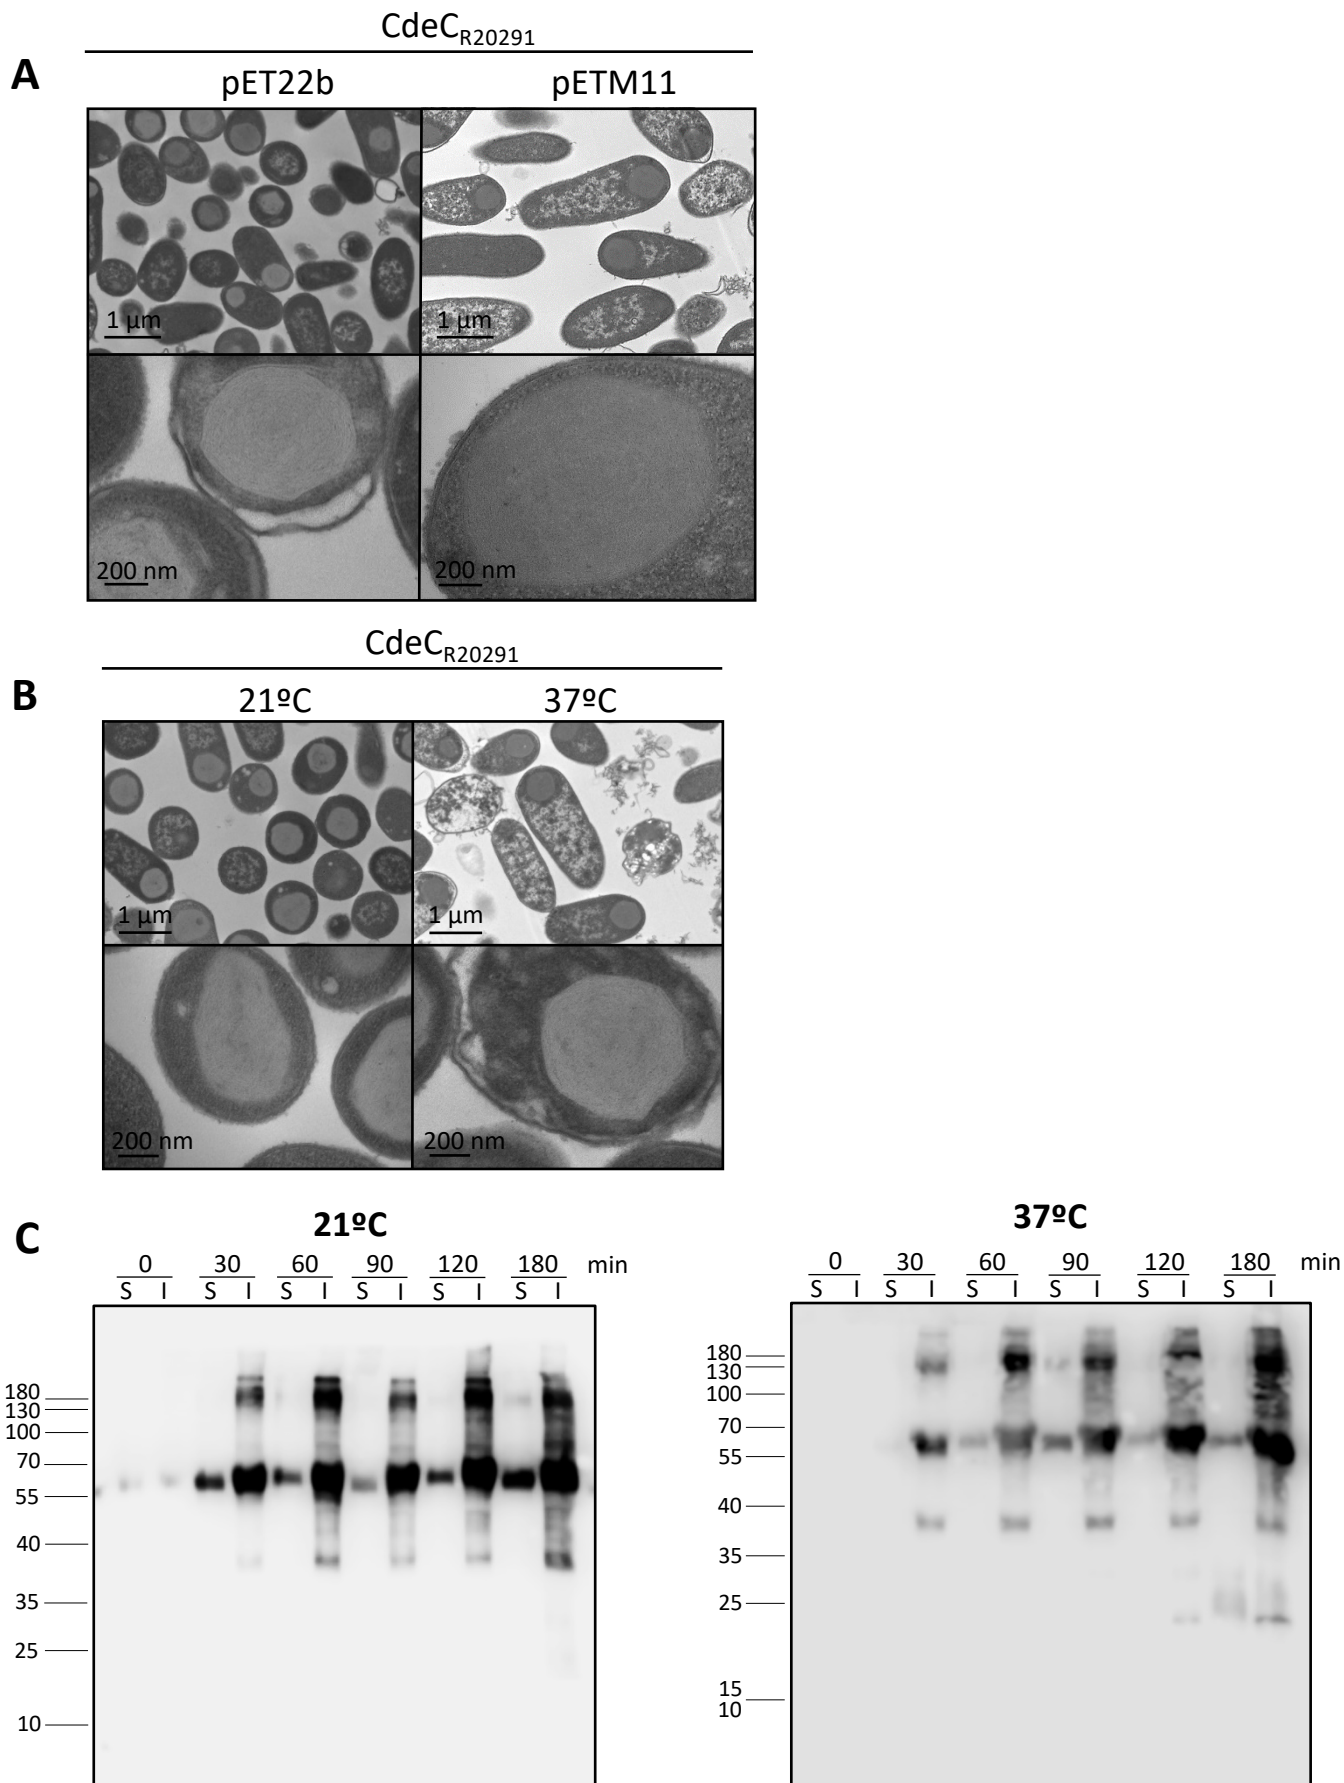 CdeCR20291
A
pET22b pETM11
1 µm 1 µm
200 nm 200 nm
CdeCR20291
B
21ºC 37ºC
1 µm 1 µm
200 nm 200 nm
C
21ºC
0 30 60 90 120 180 min
S I S I S I S I S I S I
180
130
100
70
55
40
35
25
10
37ºC
0 30 60 90 120 180 min
S I S I S I S I S I S I
180
130
100
70
55
40
35
25
15
10